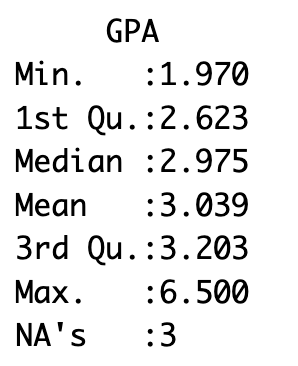 GPA
Min.   :1.970
1st Qu.:2.623
Median :2.975
Mean   :3.039
3rd Qu.:3.203
Max.   :6.500
NA's   :3